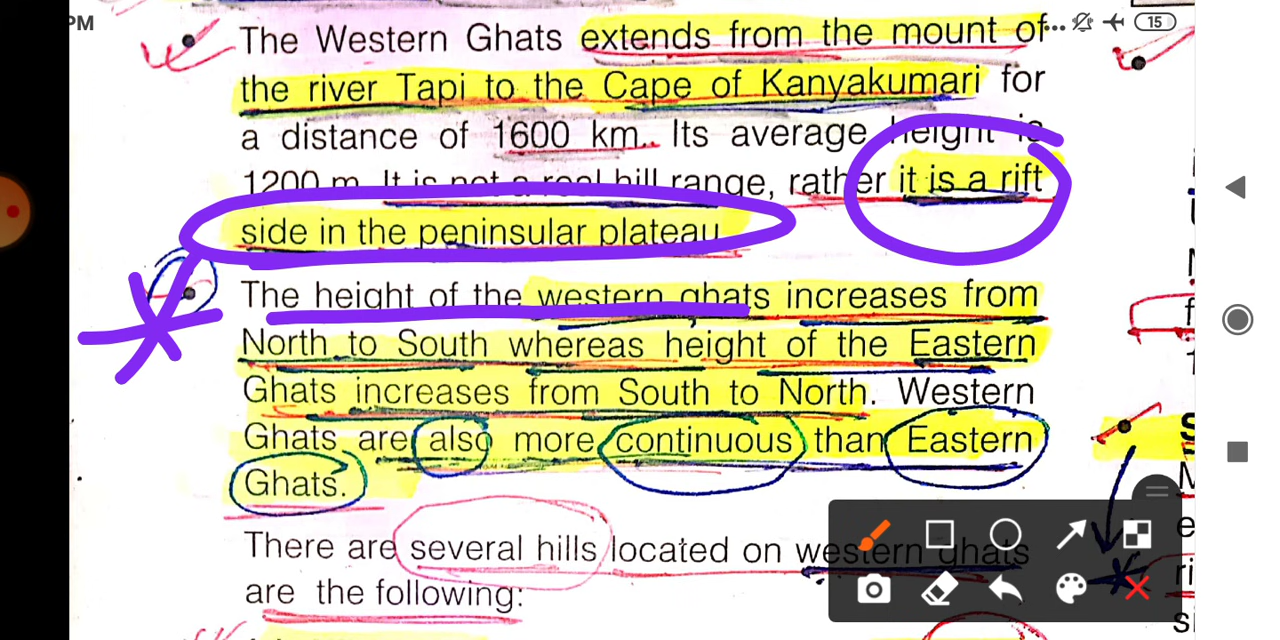 PM
15
The Western Ghats extends from the mount of
the river Tapi to the Cape of Kanyakumari for
a distance of 1600 km. Its average height is
1200 m. It is not a real hill range, rather it is a rift
side in the peninsular plateau
The height of the western ghats increases from
North to South whereas height of the Eastern
Ghats increases from South to North. Western
Ghats are also more continuous than Eastern
Ghats.
There are several hills located on western ghats
are the following: